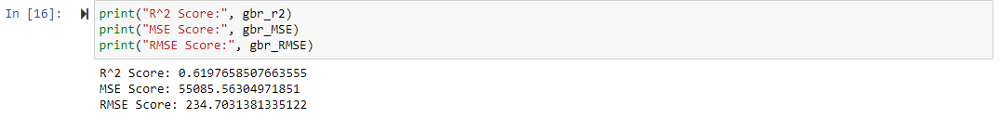 In [16]: print("R^2 Score:", gbr_r2)
print("MSE Score:", gbr_MSE)
print("RMSE Score:", gbr_RMSE)
R^2 Score: 0.6197658507663555
MSE Score: 55085.56304971851
RMSE Score: 234.7031381335122